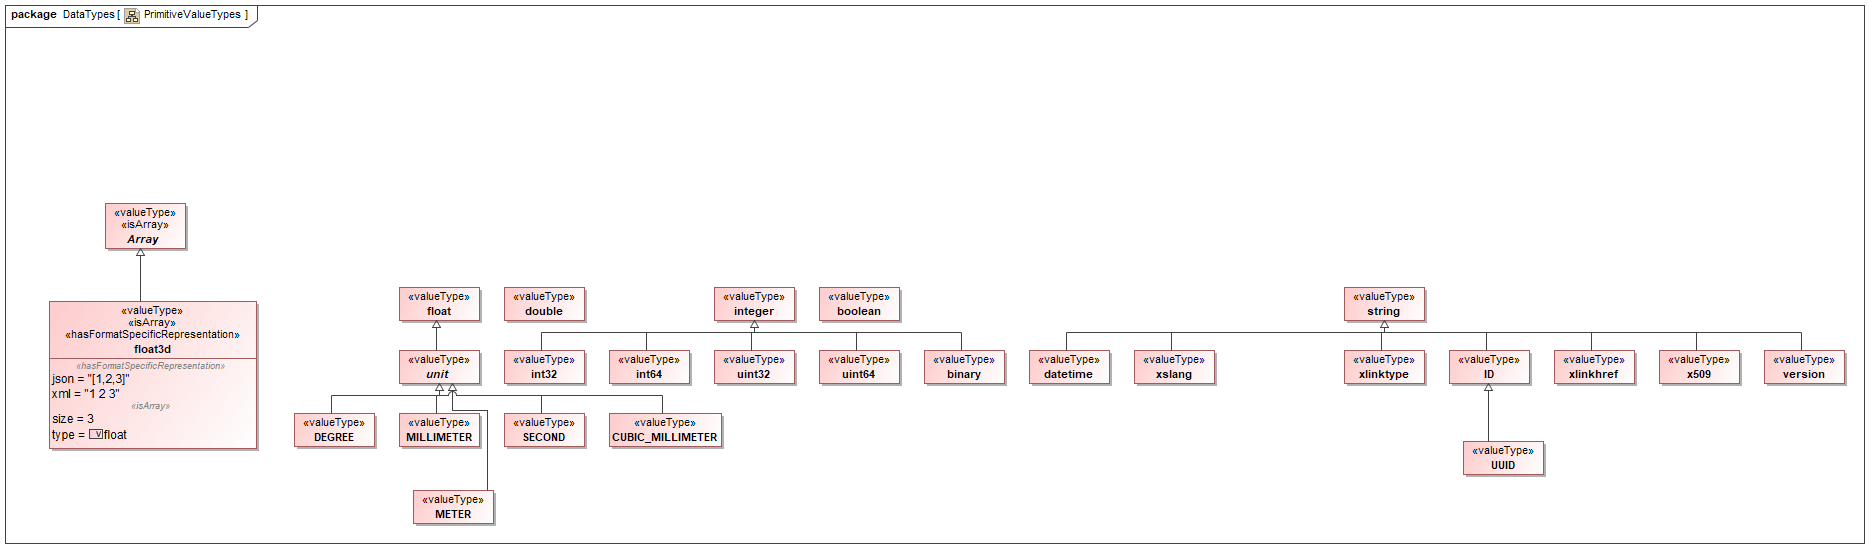 package DataTypes [ PrimitiveValueTypes ]
«valueType»
«isArray»
Array
«valueType»
«isArray»
«hasFormatSpecificRepresentation»
float3d
«hasFormatSpecificRepresentation»
json = "[1,2,3]"
xml = "1 2 3"
«isArray»
size = 3
type = V float
«valueType»
float
«valueType»
double
«valueType»
integer
«valueType»
boolean
«valueType»
string
«valueType»
unit
«valueType»
int32
«valueType»
int64
«valueType»
uint32
«valueType»
uint64
«valueType»
binary
«valueType»
datetime
«valueType»
xslang
«valueType»
xlinktype
«valueType»
ID
«valueType»
xlinkhref
«valueType»
x509
«valueType»
version
«valueType»
DEGREE
«valueType»
MILLIMETER
«valueType»
SECOND
«valueType»
CUBIC_MILLIMETER
«valueType»
UUID
«valueType»
METER